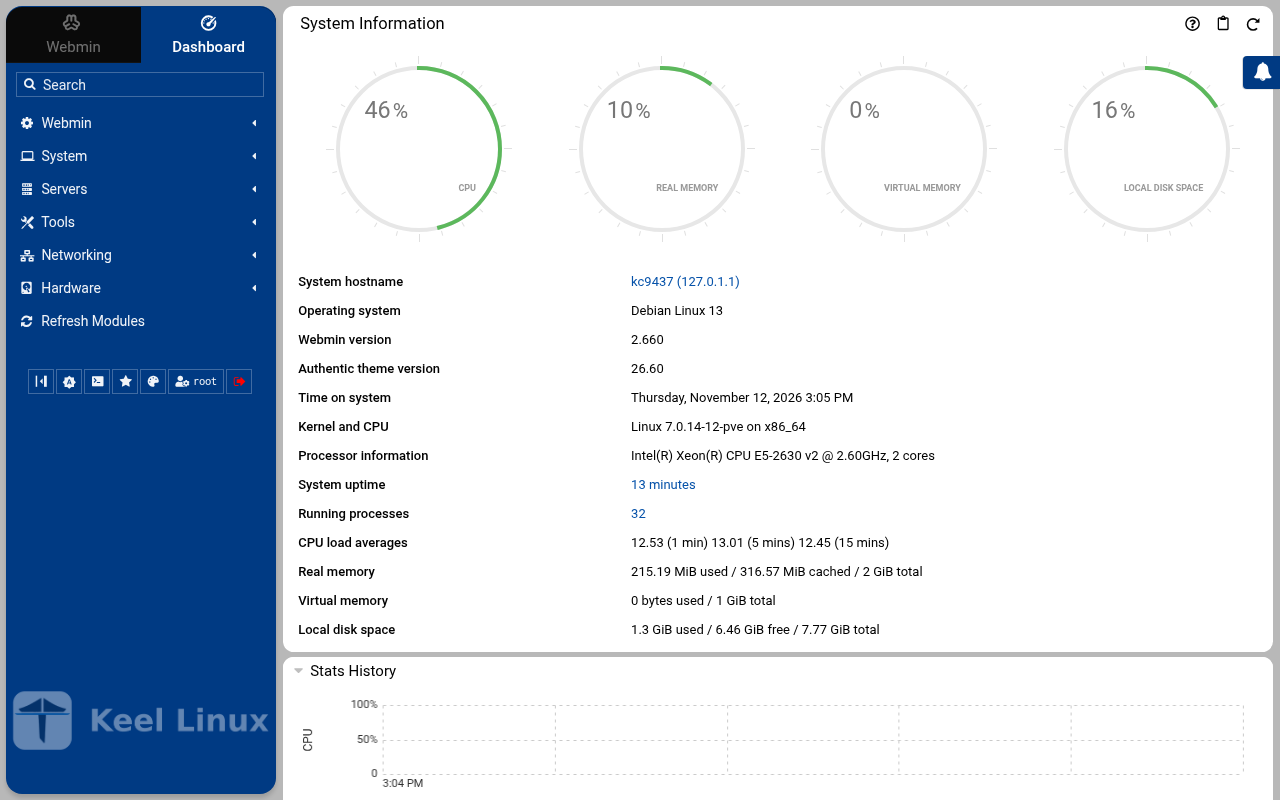 Webmin
Dashboard
Search
Webmin
System
Servers
Tools
Networking
Hardware
Refresh Modules
root
Keel Linux
System Information
46%
CPU
10%
REAL MEMORY
0%
VIRTUAL MEMORY
16%
LOCAL DISK SPACE
System hostname kc9437 (127.0.1.1)
Operating system Debian Linux 13
Webmin version 2.660
Authentic theme version 26.60
Time on system Thursday, November 12, 2026 3:05 PM
Kernel and CPU Linux 7.0.14-12-pve on x86_64
Processor information Intel(R) Xeon(R) CPU E5-2630 v2 @ 2.60GHz, 2 cores
System uptime 13 minutes
Running processes 32
CPU load averages 12.53 (1 min) 13.01 (5 mins) 12.45 (15 mins)
Real memory 215.19 MiB used / 316.57 MiB cached / 2 GiB total
Virtual memory 0 bytes used / 1 GiB total
Local disk space 1.3 GiB used / 6.46 GiB free / 7.77 GiB total
Stats History
CPU
100%
50%
0
3:04 PM